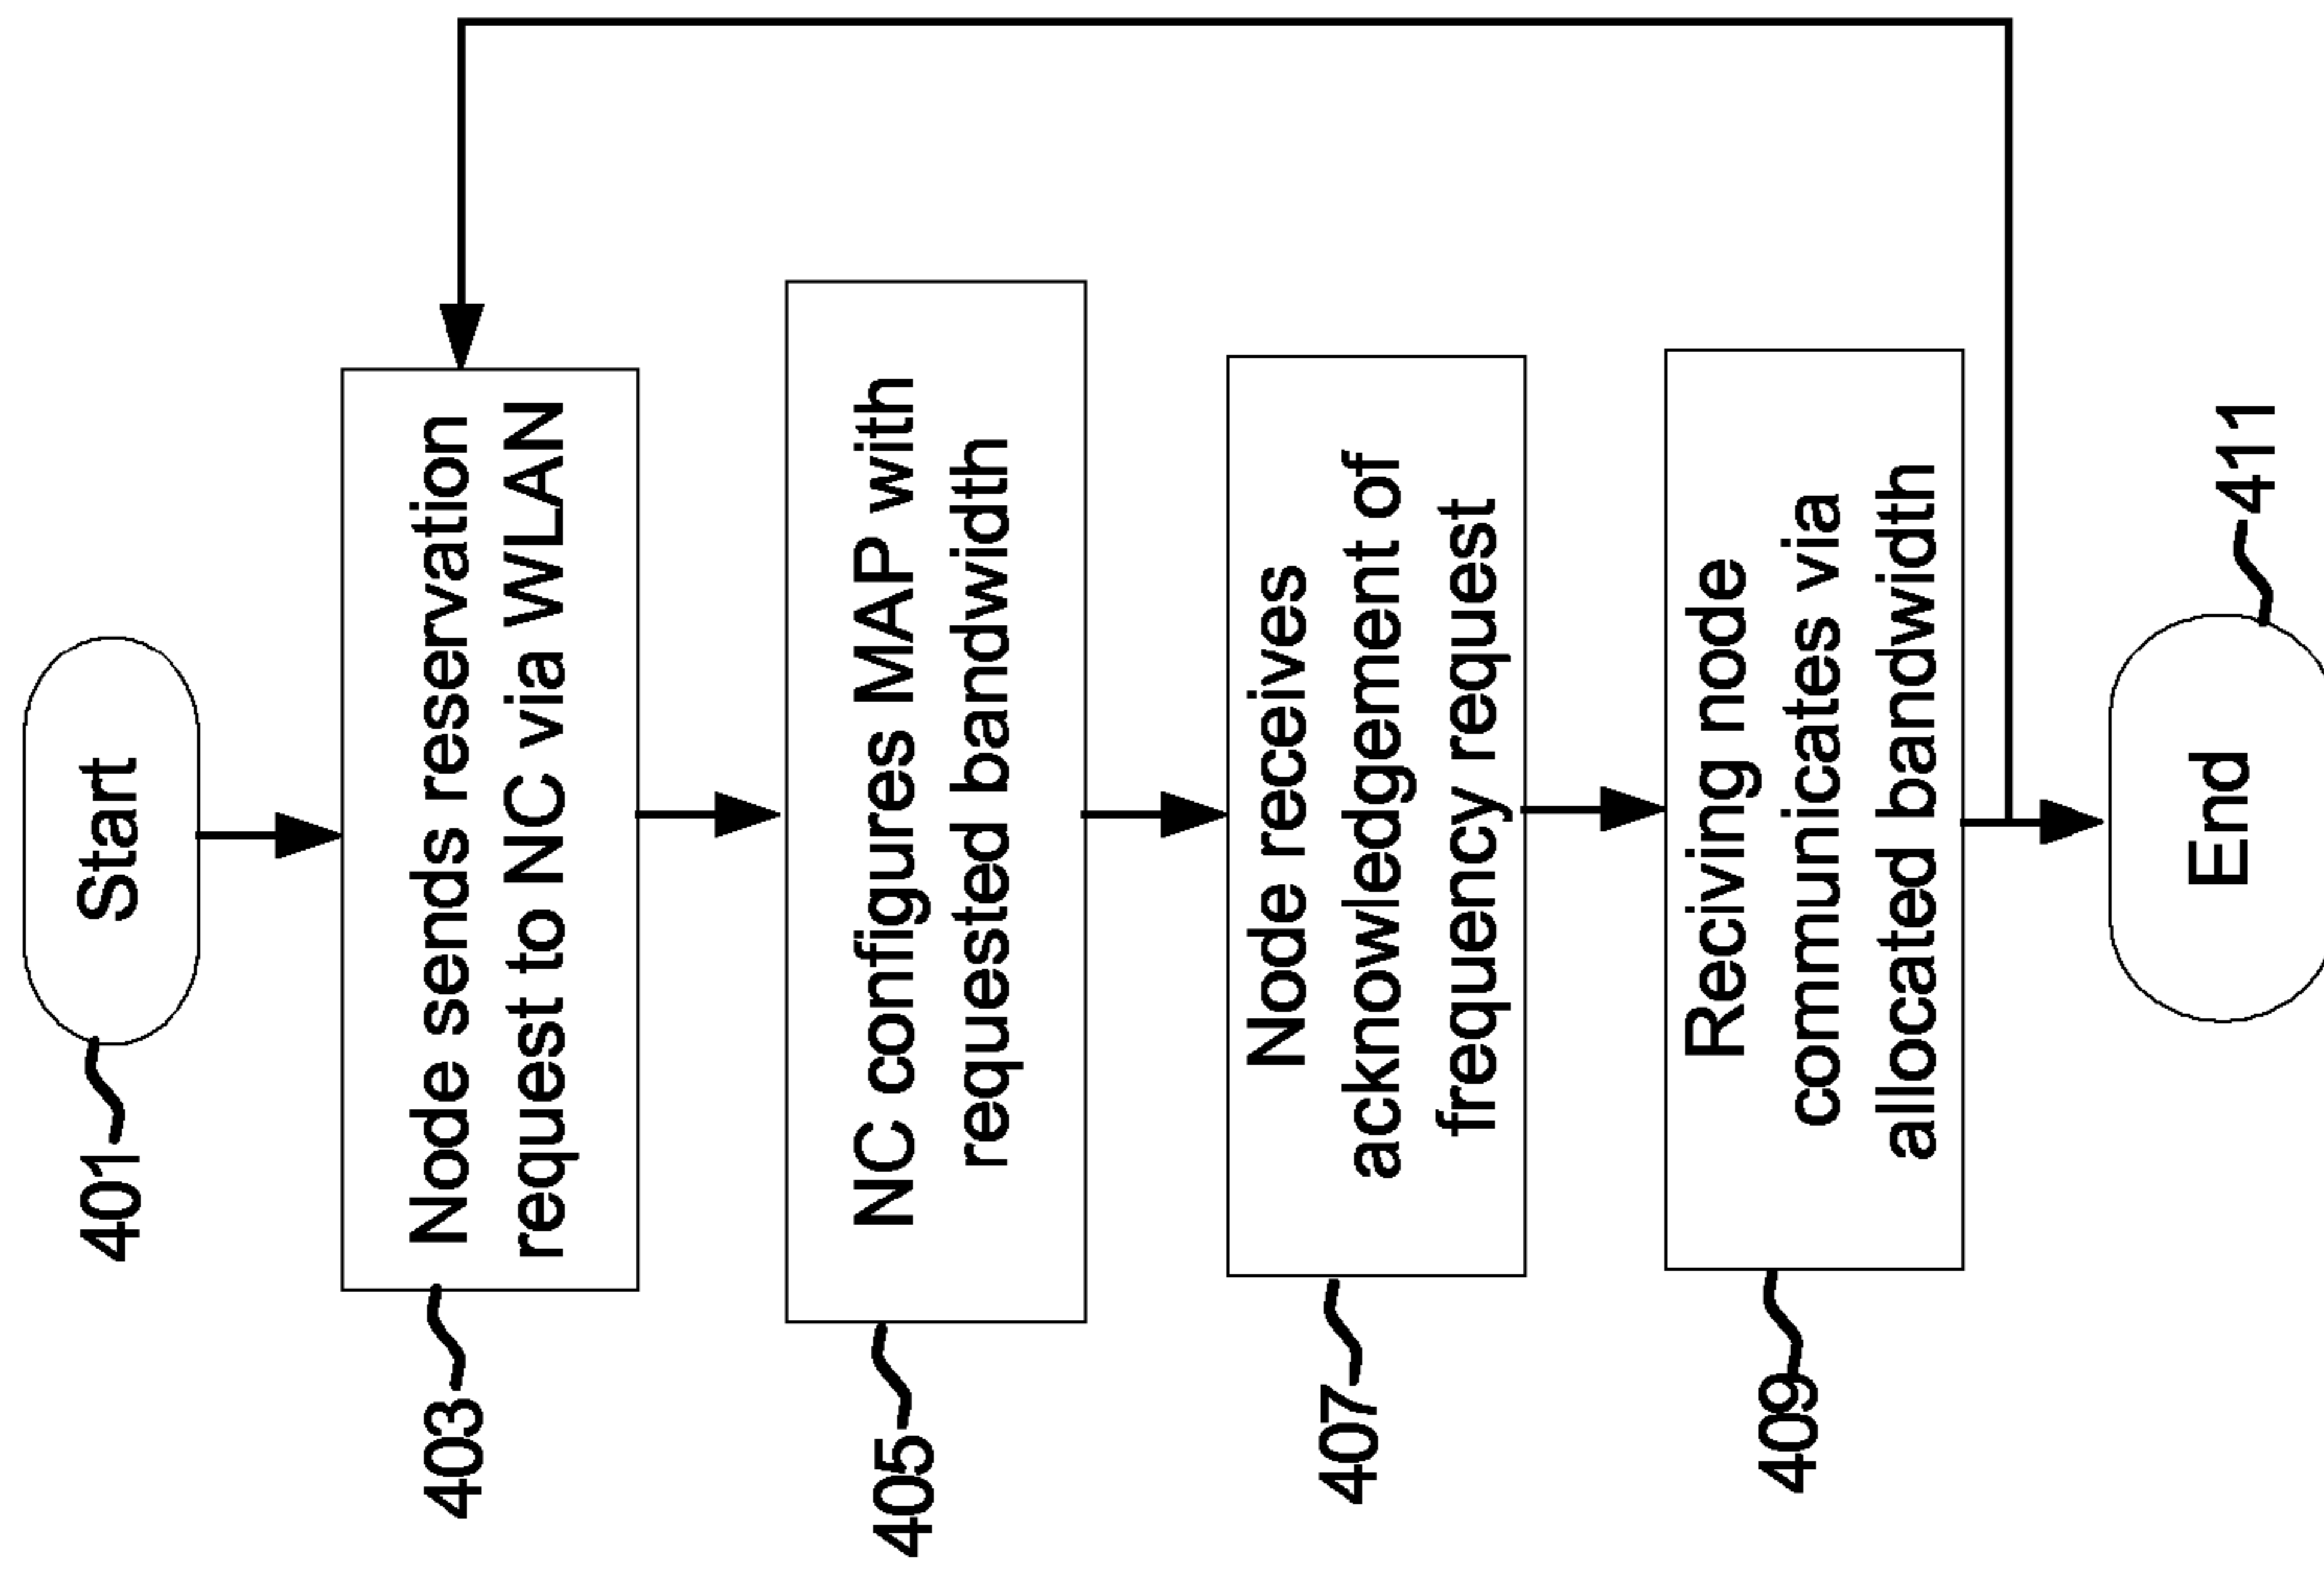 401
Start
403
Node sends reservation
request to NC via WLAN
405
NC configures MAP with
requested bandwidth
407
Node receives
acknowledgement of
frequency request
409
Reciving node
communicates via
allocated bandwidth
End
411